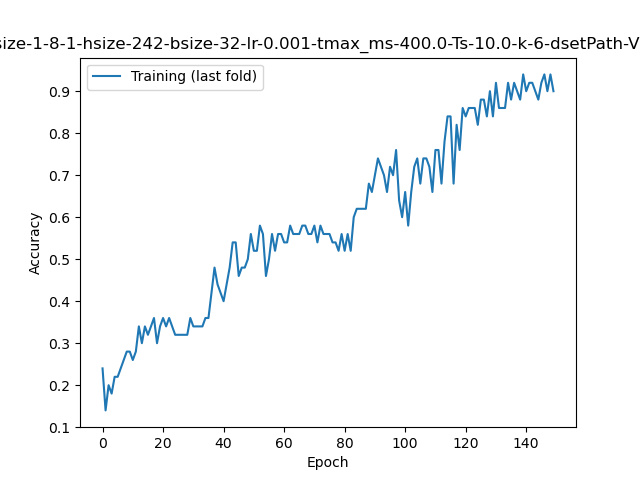 size-1-8-1-hsize-242-bsize-32-lr-0.001-tmax_ms-400.0-Ts-10.0-k-6-dsetPath-V
Training (last fold)
0.9
0.8
0.7
0.6
0.5
0.4
0.3
0.2
0.1
Accuracy
0 20 40 60 80 100 120 140
Epoch